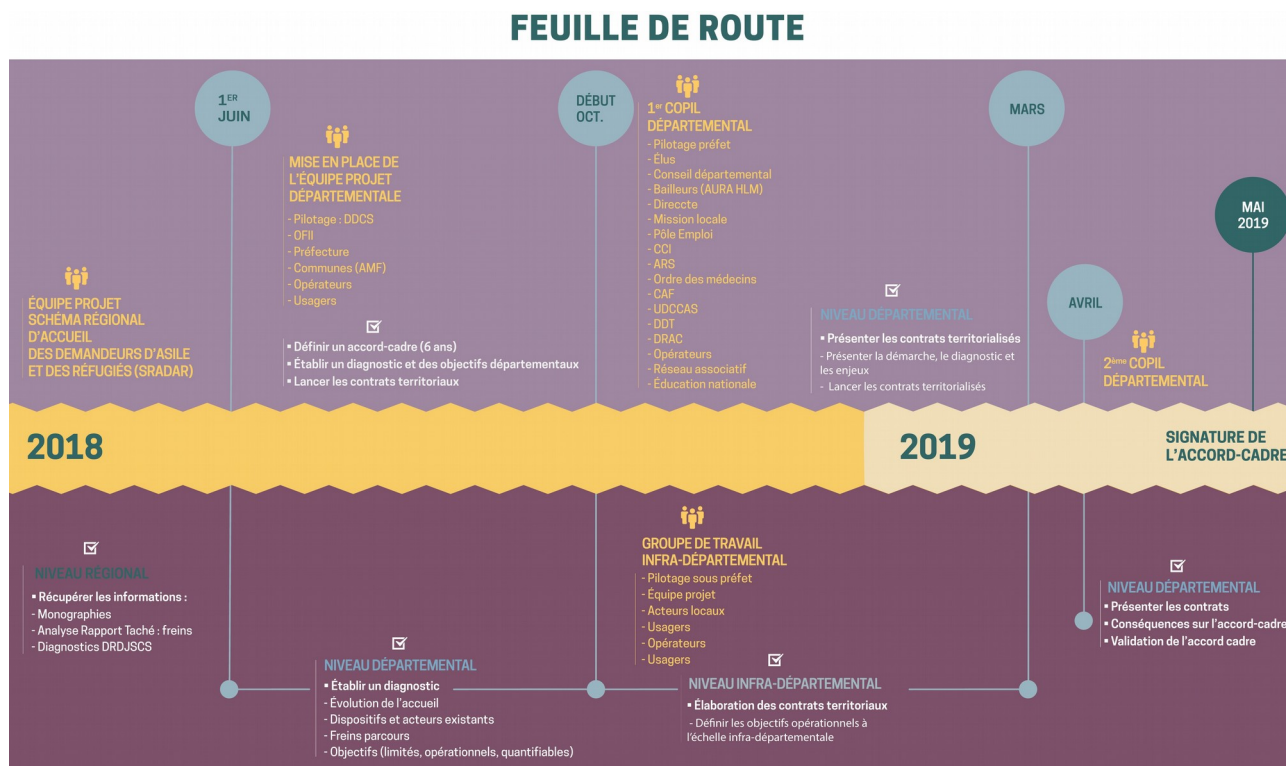 FEUILLE DE ROUTE
1ER
JUIN
DÉBUT
OCT.
MARS
AVRIL
MAI
2019
ÉQUIPE PROJET
SCHÉMA RÉGIONAL
D'ACCUEIL
DES DEMANDEURS D'ASILE
ET DES RÉFUGIÉS (SRADAR)
MISE EN PLACE DE
L'ÉQUIPE PROJET
DÉPARTEMENTALE
- Pilotage : DDCS
- OFII
- Préfecture
- Communes (AMF)
- Opérateurs
- Usagers
▪ Définir un accord-cadre (6 ans)
▪ Établir un diagnostic et des objectifs départementaux
▪ Lancer les contrats territoriaux
1er COPIL
DÉPARTEMENTAL
- Pilotage préfet
- Élus
- Conseil départemental
- Bailleurs (AURA HLM)
- Direccte
- Mission locale
- Pôle Emploi
- CCI
- ARS
- Ordre des médecins
- CAF
- UDCCAS
- DDT
- DRAC
- Opérateurs
- Réseau associatif
- Éducation nationale
NIVEAU DÉPARTEMENTAL
▪ Présenter les contrats territorialisés
- Présenter la démarche, le diagnostic et
les enjeux
- Lancer les contrats territorialisés
2ème COPIL
DÉPARTEMENTAL
2018
2019
SIGNATURE DE
L'ACCORD-CADRE
NIVEAU RÉGIONAL
▪ Récupérer les informations :
- Monographies
- Analyse Rapport Taché : freins
- Diagnostics DRDJSCS
NIVEAU DÉPARTEMENTAL
▪ Établir un diagnostic
- Évolution de l'accueil
- Dispositifs et acteurs existants
- Freins parcours
- Objectifs (limités, opérationnels, quantifiables)
GROUPE DE TRAVAIL
INFRA-DÉPARTEMENTAL
- Pilotage sous préfet
- Équipe projet
- Acteurs locaux
- Usagers
- Opérateurs
- Usagers
NIVEAU INFRA-DÉPARTEMENTAL
▪ Élaboration des contrats territoriaux
- Définir les objectifs opérationnels à
l'échelle infra-départementale
NIVEAU DÉPARTEMENTAL
▪ Présenter les contrats
▪ Conséquences sur l'accord-cadre
▪ Validation de l'accord cadre